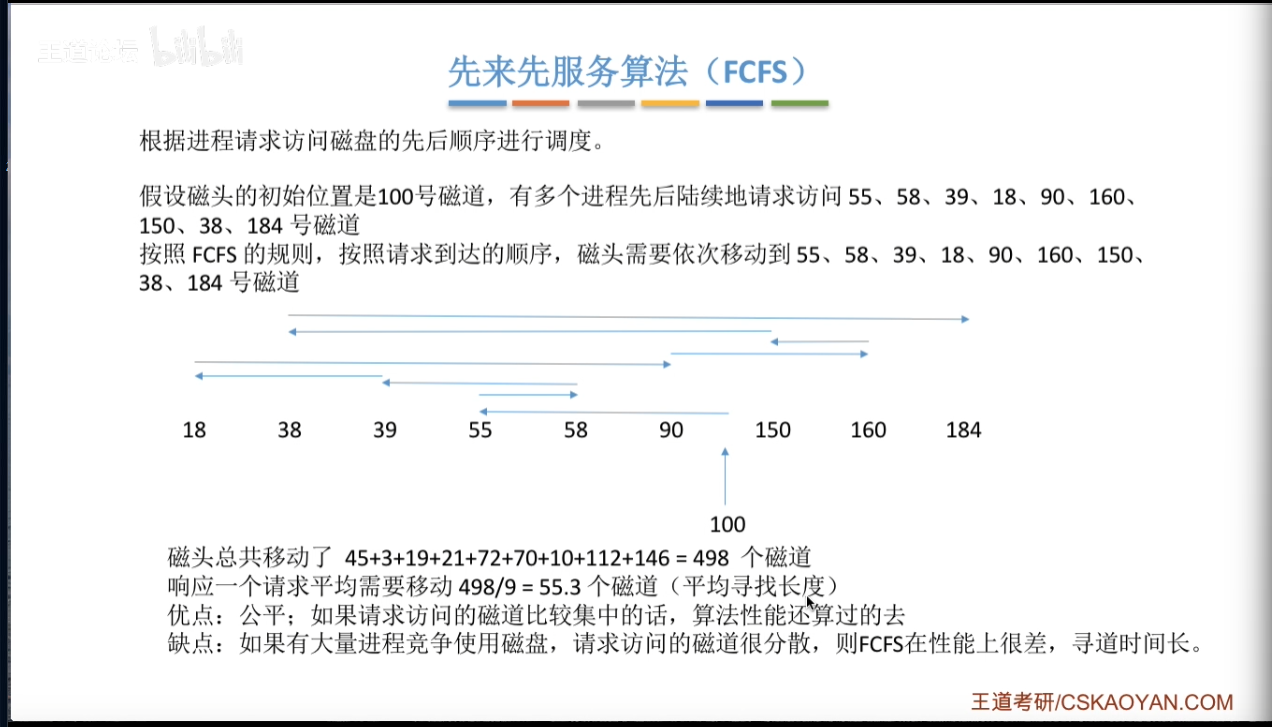 王道论坛 bilibili
先来先服务算法（FCFS）
根据进程请求访问磁盘的先后顺序进行调度。
假设磁头的初始位置是100号磁道，有多个进程先后陆续地请求访问 55、58、39、18、90、160、
150、38、184 号磁道
按照 FCFS 的规则，按照请求到达的顺序，磁头需要依次移动到 55、58、39、18、90、160、150、
38、184 号磁道
18 38 39 55 58 90 150 160 184
100
磁头总共移动了 45+3+19+21+72+70+10+112+146 = 498 个磁道
响应一个请求平均需要移动 498/9 = 55.3 个磁道（平均寻找长度）
优点：公平；如果请求访问的磁道比较集中的话，算法性能还算过的去
缺点：如果有大量进程竞争使用磁盘，请求访问的磁道很分散，则FCFS在性能上很差，寻道时间长。
王道考研/CSKAOYAN.COM